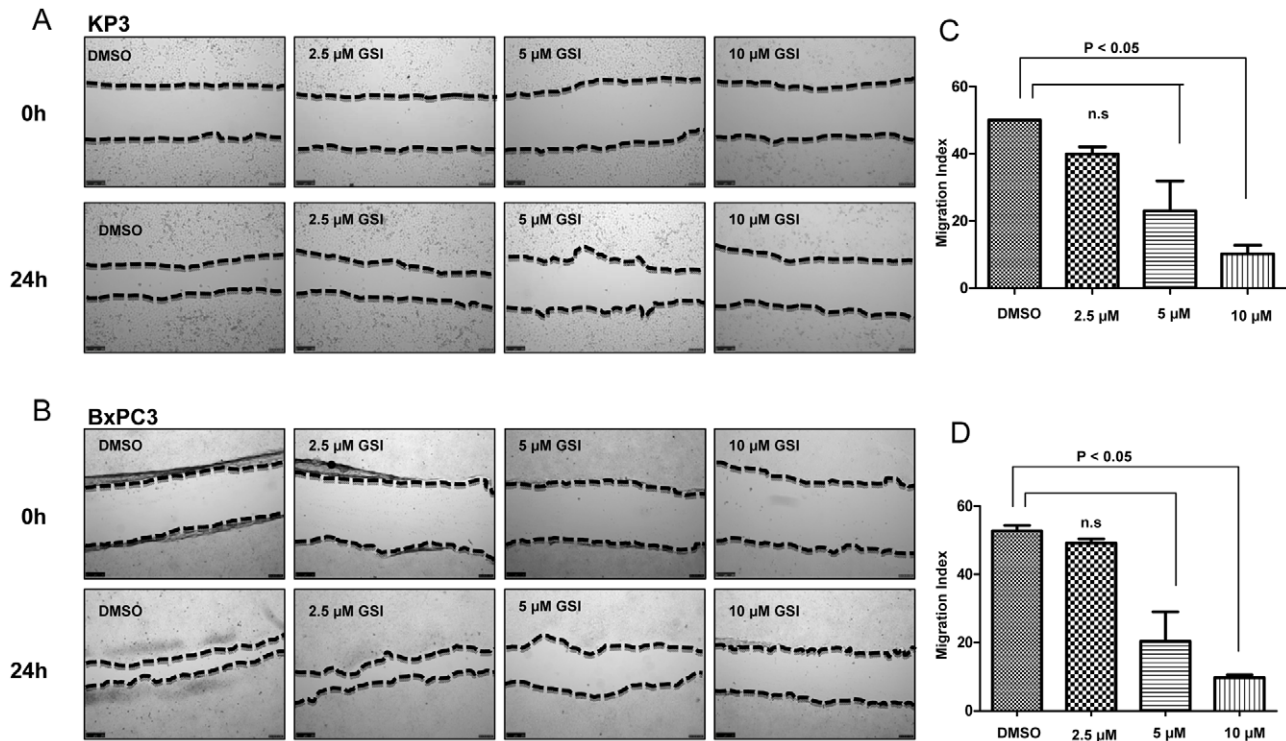 A
KP3
0h
DMSO
2.5 µM GSI
5 µM GSI
10 µM GSI
24h
DMSO
2.5 µM GSI
5 µM GSI
10 µM GSI
B
BxPC3
0h
DMSO
2.5 µM GSI
5 µM GSI
10 µM GSI
24h
DMSO
2.5 µM GSI
5 µM GSI
10 µM GSI
C
P < 0.05
n.s
Migration Index
60
40
20
0
DMSO
2.5 µM
5 µM
10 µM
D
P < 0.05
n.s
Migration Index
60
40
20
0
DMSO
2.5 µM
5 µM
10 µM